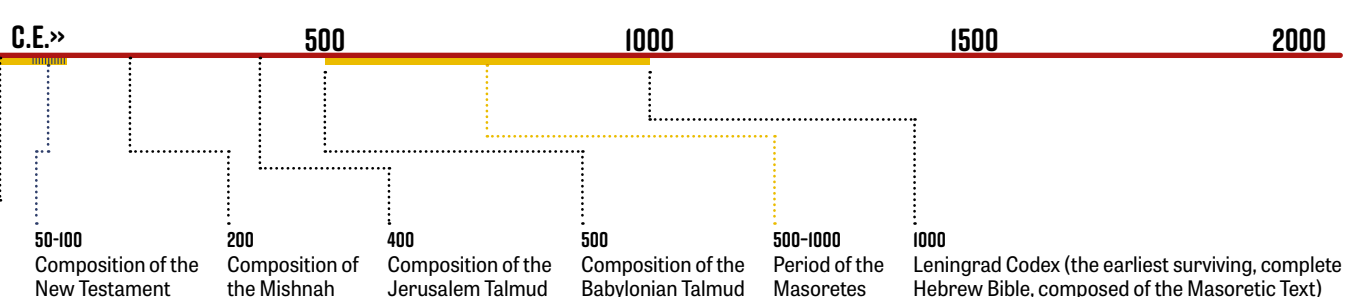 C.E.»
500
1000
1500
2000
50-100
Composition of the
New Testament
200
Composition of
the Mishnah
400
Composition of the
Jerusalem Talmud
500
Composition of the
Babylonian Talmud
500-1000
Period of the
Masoretes
1000
Leningrad Codex (the earliest surviving, complete
Hebrew Bible, composed of the Masoretic Text)